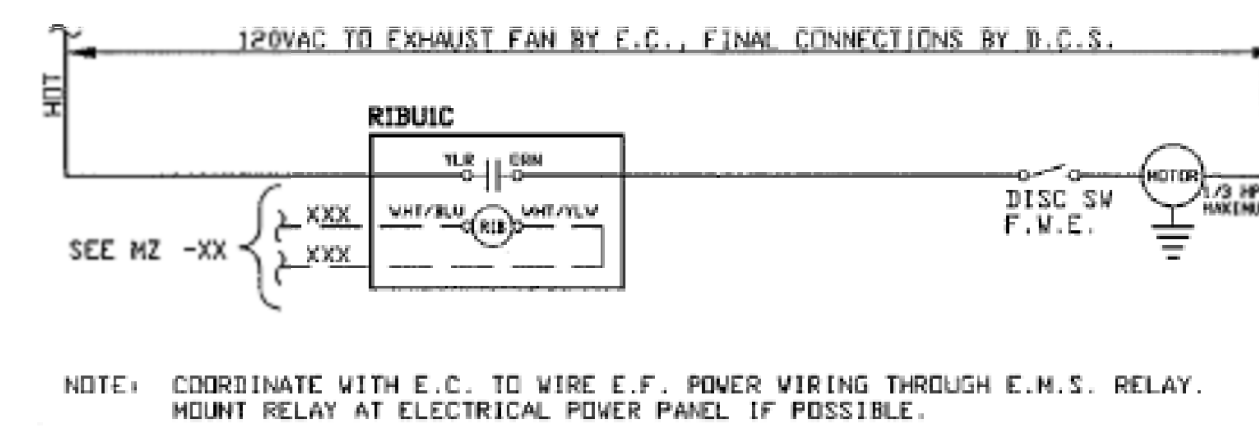 120VAC TO EXHAUST FAN BY E.C., FINAL CONNECTIONS BY D.C.S.
HOT
RIBU1C
YLR ORN
MOTOR
1/3 HP
DISC SW
F.W.E.
XXX WHT/BLU RIB WHT/YLW
SEE MZ -XX
XXX
NOTE: COORDINATE WITH E.C. TO WIRE E.F. POWER WIRING THROUGH E.M.S. RELAY.
MOUNT RELAY AT ELECTRICAL POWER PANEL IF POSSIBLE.